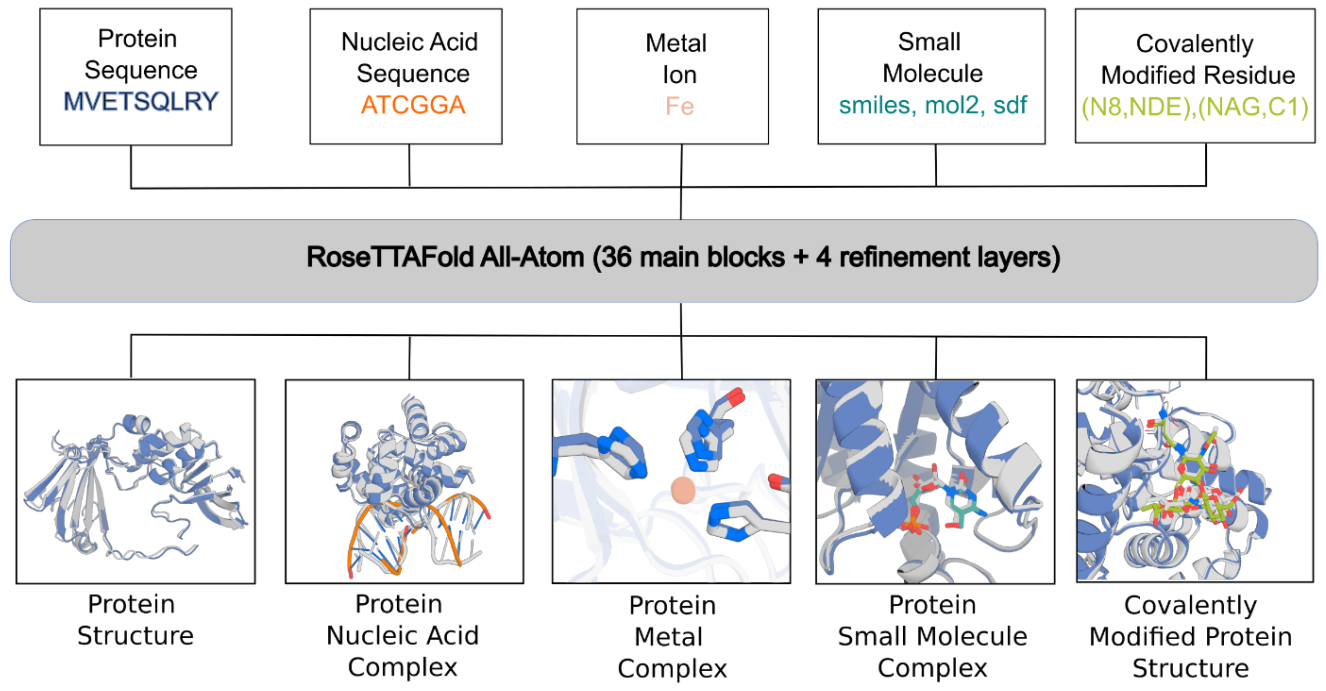 Protein
Sequence
MVETSQLRY
Nucleic Acid
Sequence
ATCGGA
Metal
Ion
Fe
Small
Molecule
smiles, mol2, sdf
Covalently
Modified Residue
(N8,NDE),(NAG,C1)
RoseTTAFold All-Atom (36 main blocks + 4 refinement layers)
Protein
Structure
Protein
Nucleic Acid
Complex
Protein
Metal
Complex
Protein
Small Molecule
Complex
Covalently
Modified Protein
Structure